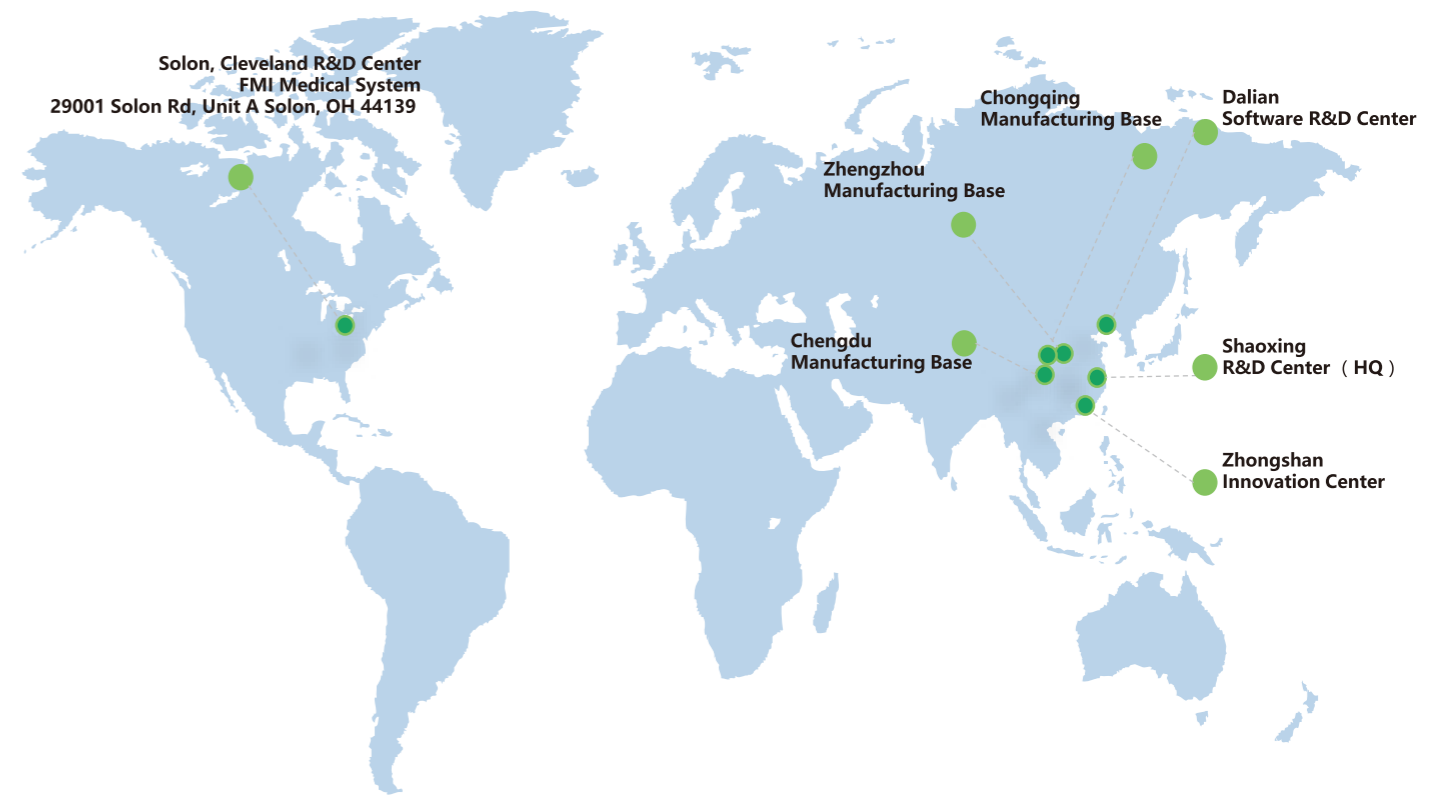 Solon, Cleveland R&D Center
FMI Medical System
29001 Solon Rd, Unit A Solon, OH 44139
Chongqing
Manufacturing Base
Dalian
Software R&D Center
Zhengzhou
Manufacturing Base
Chengdu
Manufacturing Base
Shaoxing
R&D Center（HQ）
Zhongshan
Innovation Center